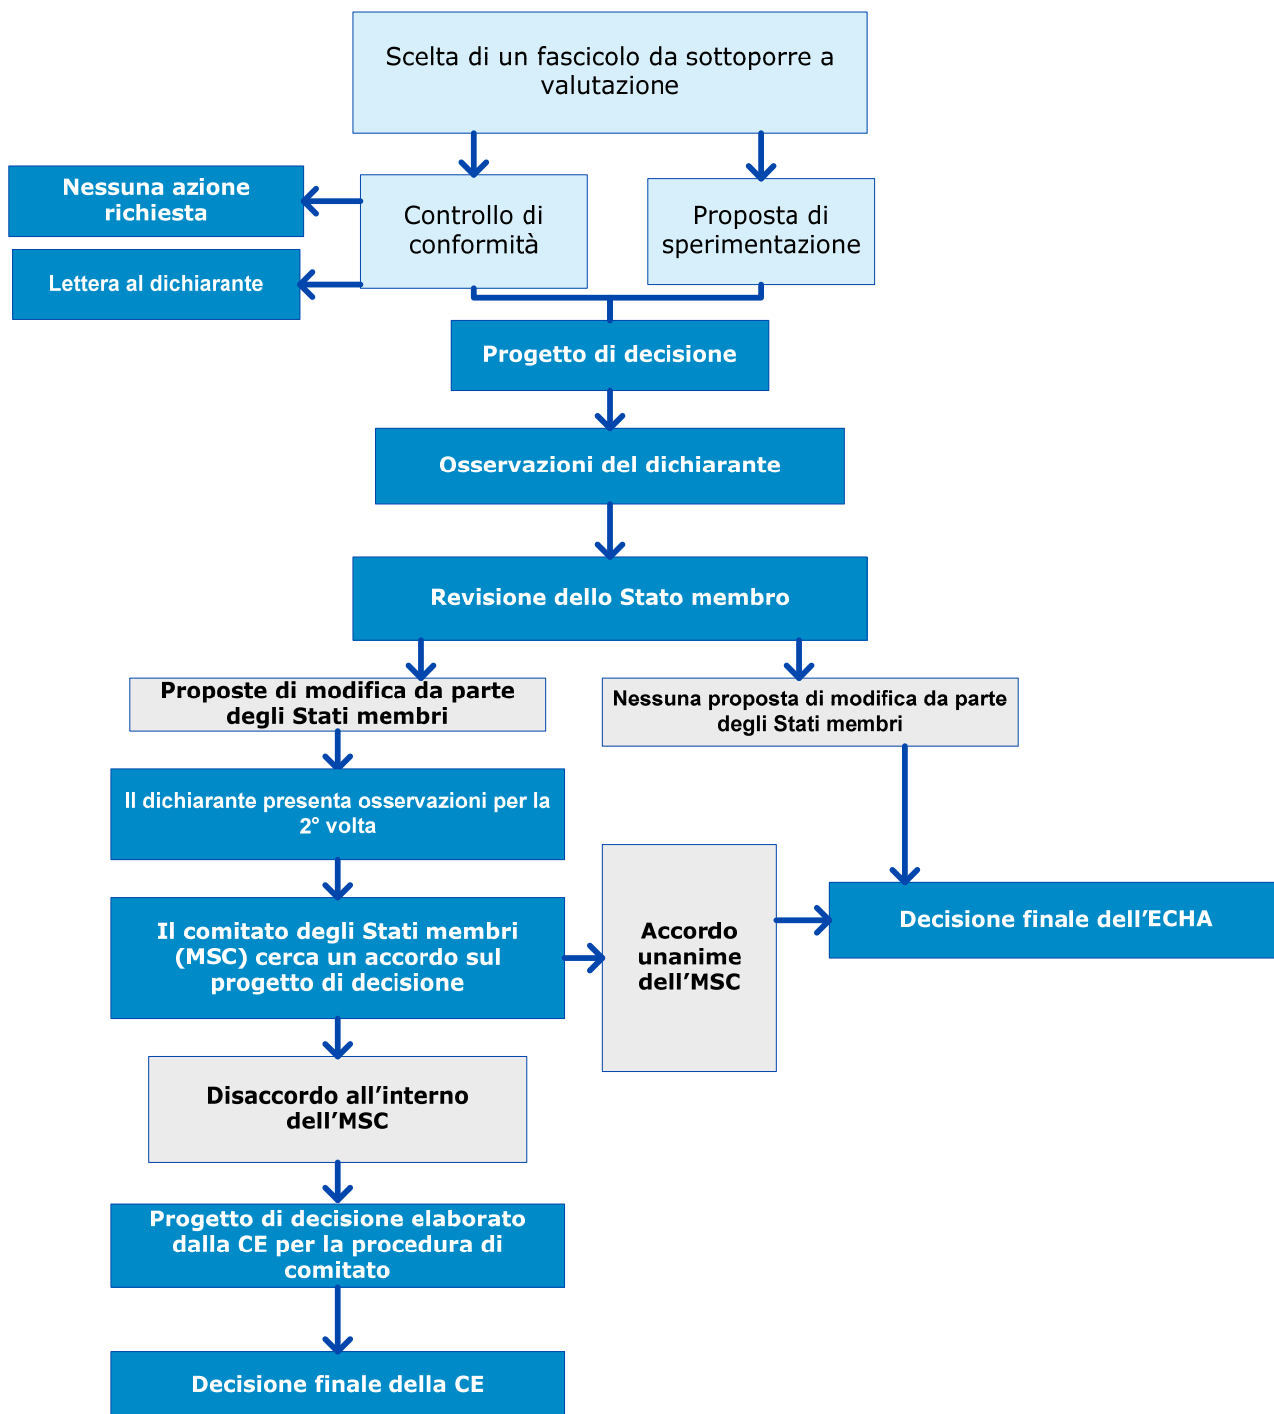 Scelta di un fascicolo da sottoporre a
valutazione
Nessuna azione
richiesta
Lettera al dichiarante
Controllo di
conformità
Proposta di
sperimentazione
Progetto di decisione
Osservazioni del dichiarante
Revisione dello Stato membro
Proposte di modifica da parte
degli Stati membri
Nessuna proposta di modifica da parte
degli Stati membri
Il dichiarante presenta osservazioni per la
2° volta
Il comitato degli Stati membri
(MSC) cerca un accordo sul
progetto di decisione
Accordo
unanime
dell’MSC
Decisione finale dell’ECHA
Disaccordo all’interno
dell’MSC
Progetto di decisione elaborato
dalla CE per la procedura di
comitato
Decisione finale della CE